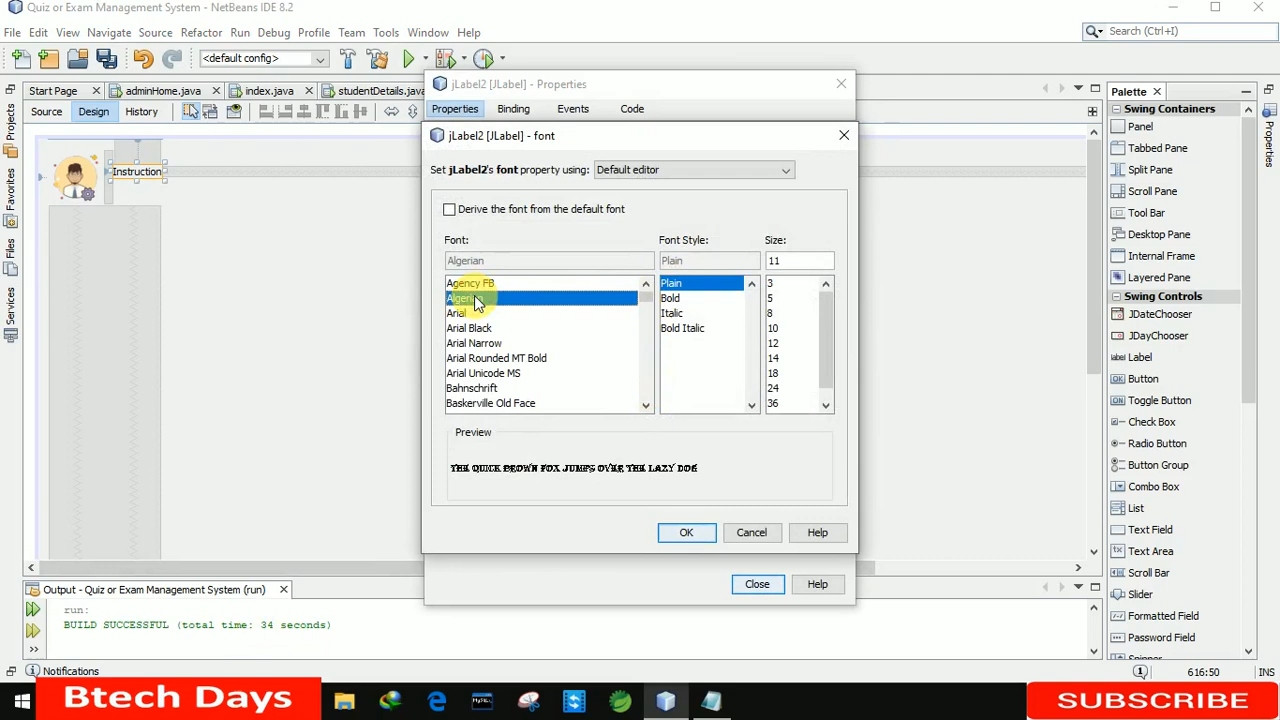 Quiz or Exam Management System - NetBeans IDE 8.2
File Edit View Navigate Source Refactor Run Debug Profile Team Tools Window Help
Search (Ctrl+I)
<default config>
Start Page adminHome.java index.java studentDetails.java
Source Design History
Projects
Favorites
Files
Services
Instruction
jLabel2 [JLabel] - Properties
Properties Binding Events Code
jLabel2 [JLabel] - font
Set jLabel2's font property using: Default editor
Derive the font from the default font
Font: Font Style: Size:
Algerian Plain 11
Agency FB Plain 3
Algerian Bold 5
Arial Italic 8
Arial Black Bold Italic 10
Arial Narrow 12
Arial Rounded MT Bold 14
Arial Unicode MS 18
Bahnschrift 24
Baskerville Old Face 36
Preview
THE QUICK BROWN FOX JUMPS OVER THE LAZY DOG
OK Cancel Help
Close Help
Palette
Swing Containers
Panel
Tabbed Pane
Split Pane
Scroll Pane
Tool Bar
Desktop Pane
Internal Frame
Layered Pane
Swing Controls
JDateChooser
JDayChooser
Label
Button
Toggle Button
Check Box
Radio Button
Button Group
Combo Box
List
Text Field
Text Area
Scroll Bar
Slider
Formatted Field
Password Field
Spinner
Properties
Output - Quiz or Exam Management System (run)
run:
BUILD SUCCESSFUL (total time: 34 seconds)
Notifications
616:50 INS
Btech Days
SUBSCRIBE